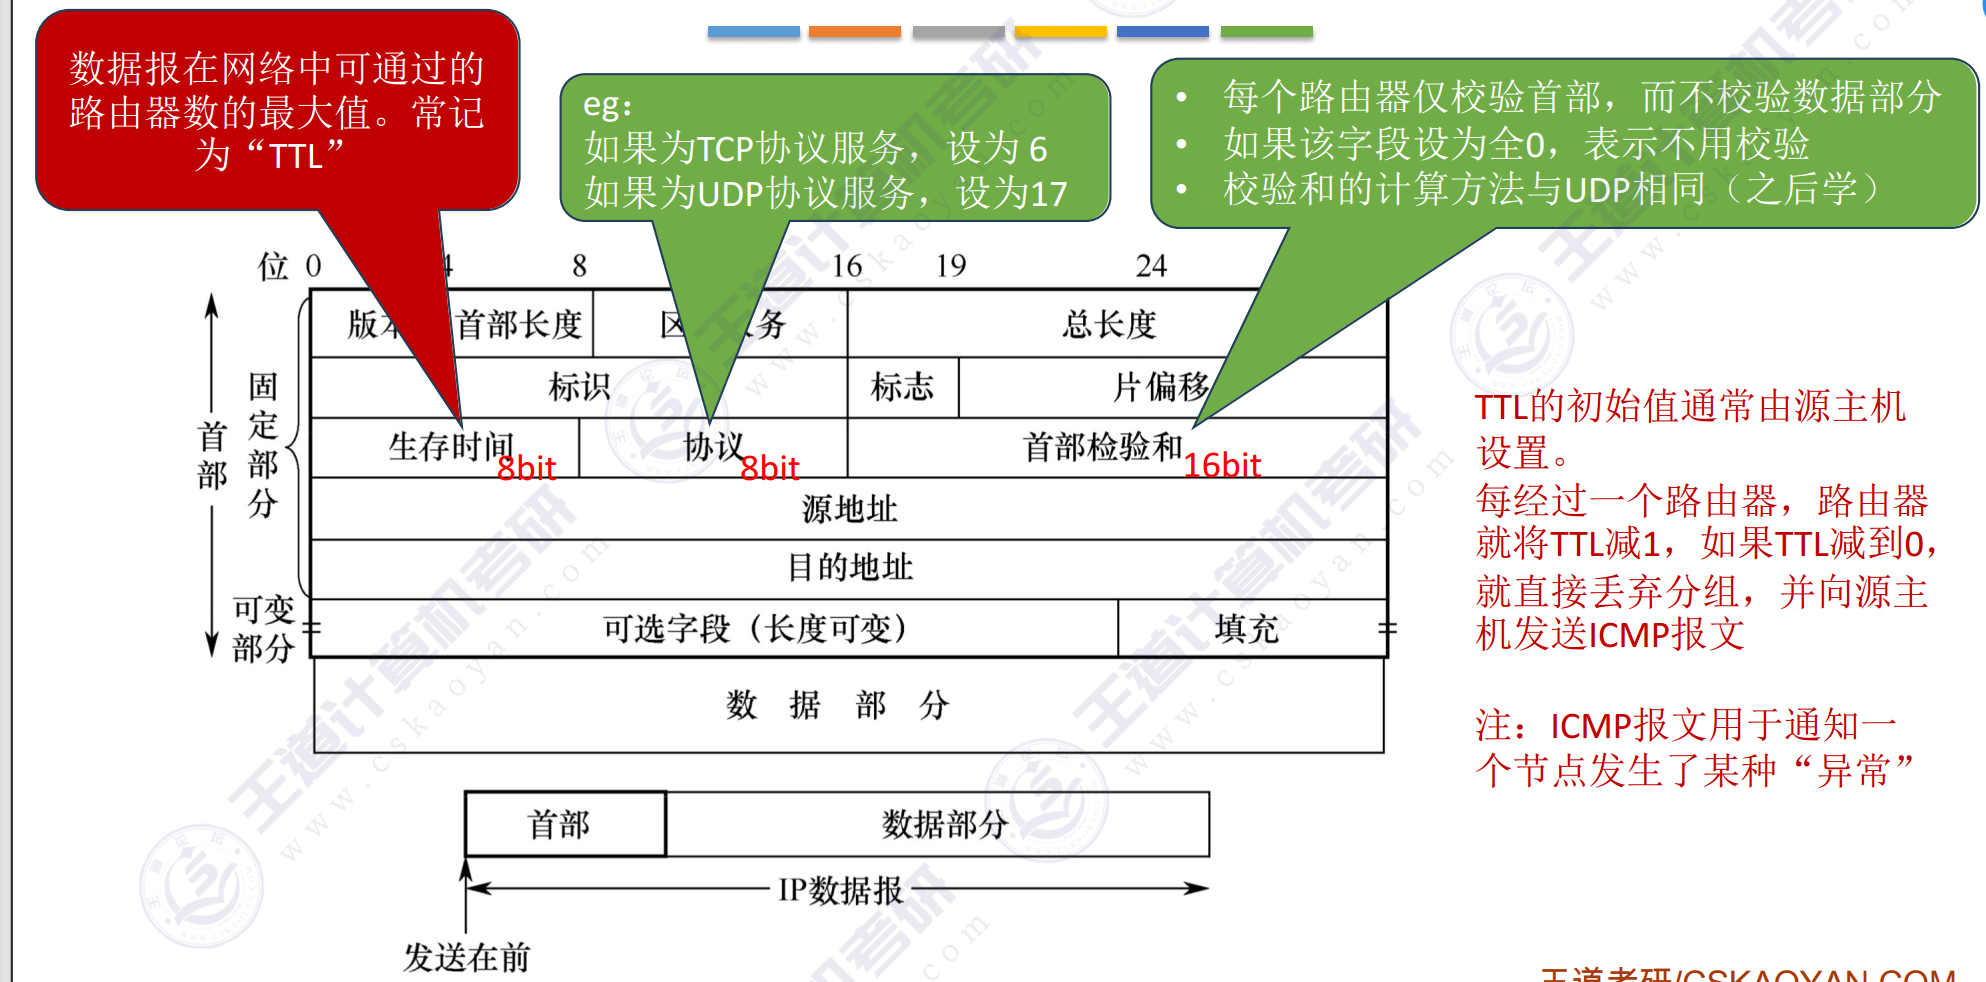 数据报在网络中可通过的
路由器数的最大值。常记
为“TTL”
eg：
如果为TCP协议服务，设为 6
如果为UDP协议服务，设为17
• 每个路由器仅校验首部，而不校验数据部分
• 如果该字段设为全0，表示不用校验
• 校验和的计算方法与UDP相同（之后学）
位 0 4 8 16 19 24
首部
固定部分
首部长度
总长度
标识
标志
片偏移
生存时间 8bit
协议 8bit
首部检验和 16bit
源地址
目的地址
可变
部分
可选字段（长度可变）
填充
数 据 部 分
首部
数据部分
IP数据报
发送在前
TTL的初始值通常由源主机
设置。
每经过一个路由器，路由器
就将TTL减1，如果TTL减到0，
就直接丢弃分组，并向源主
机发送ICMP报文
注：ICMP报文用于通知一
个节点发生了某种“异常”
王道考研/CSKAOYAN.COM
王道计算机考研
www.cskaoyan.com